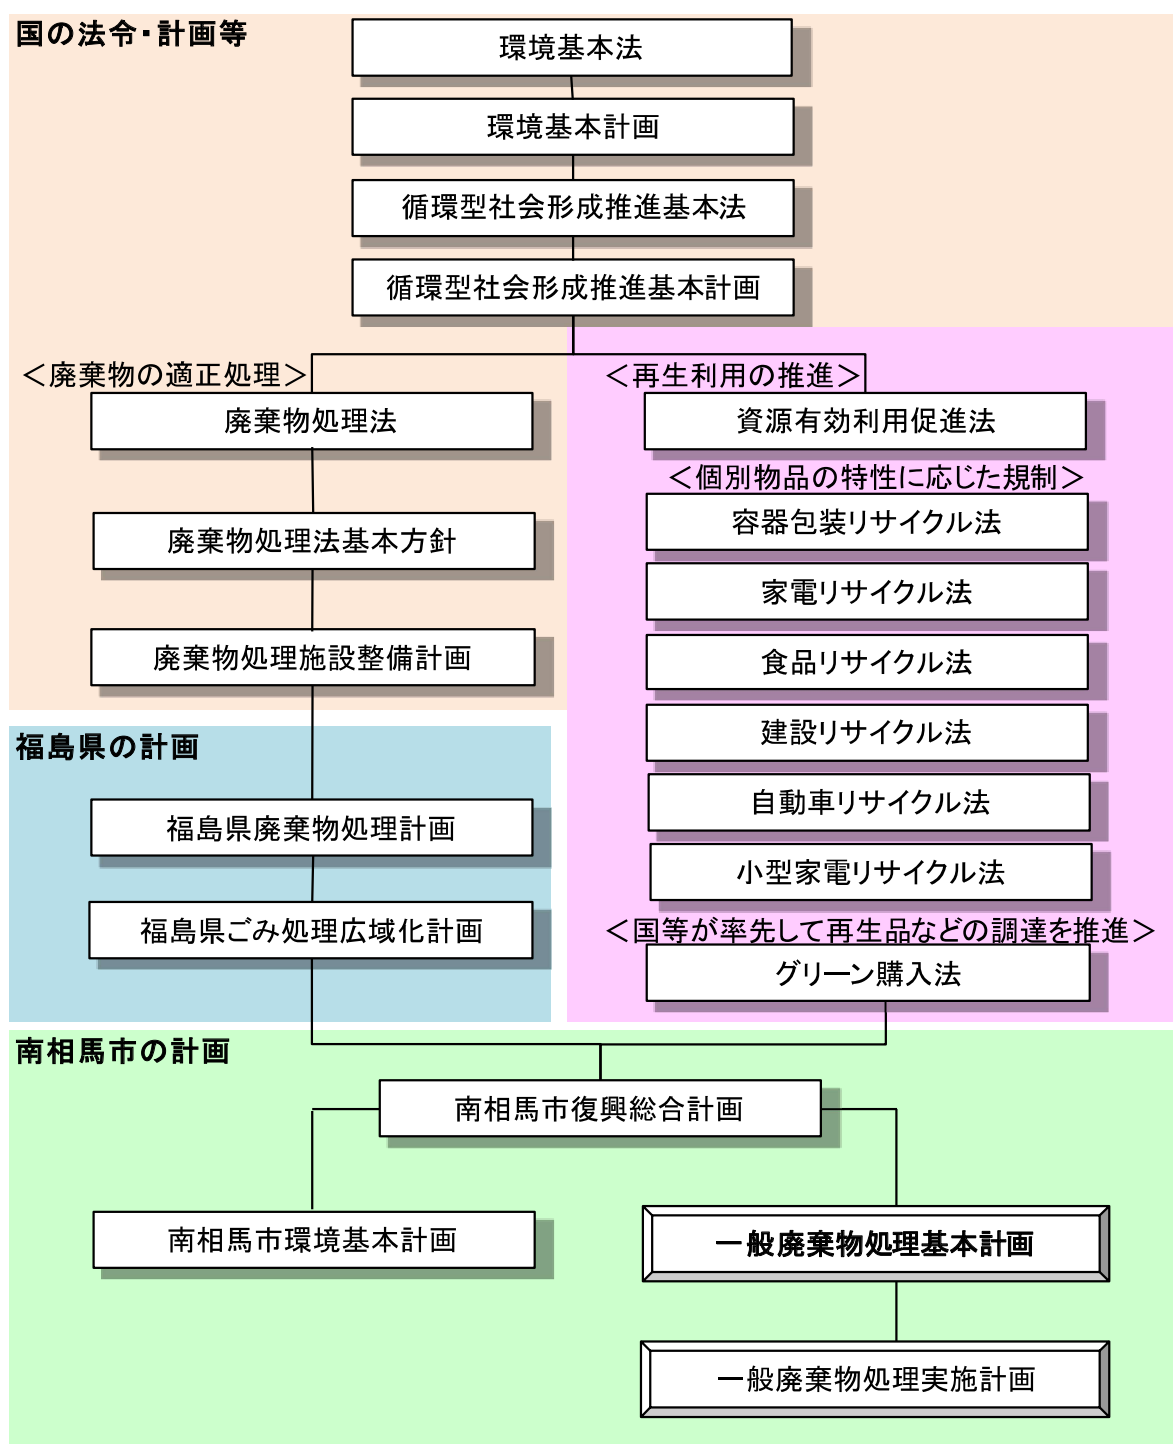 国の法令・計画等
環境基本法
環境基本計画
循環型社会形成推進基本法
循環型社会形成推進基本計画
＜廃棄物の適正処理＞
廃棄物処理法
廃棄物処理法基本方針
廃棄物処理施設整備計画
＜再生利用の推進＞
資源有効利用促進法
＜個別物品の特性に応じた規制＞
容器包装リサイクル法
家電リサイクル法
食品リサイクル法
建設リサイクル法
自動車リサイクル法
小型家電リサイクル法
＜国等が率先して再生品などの調達を推進＞
グリーン購入法
福島県の計画
福島県廃棄物処理計画
福島県ごみ処理広域化計画
南相馬市の計画
南相馬市復興総合計画
南相馬市環境基本計画
一般廃棄物処理基本計画
一般廃棄物処理実施計画